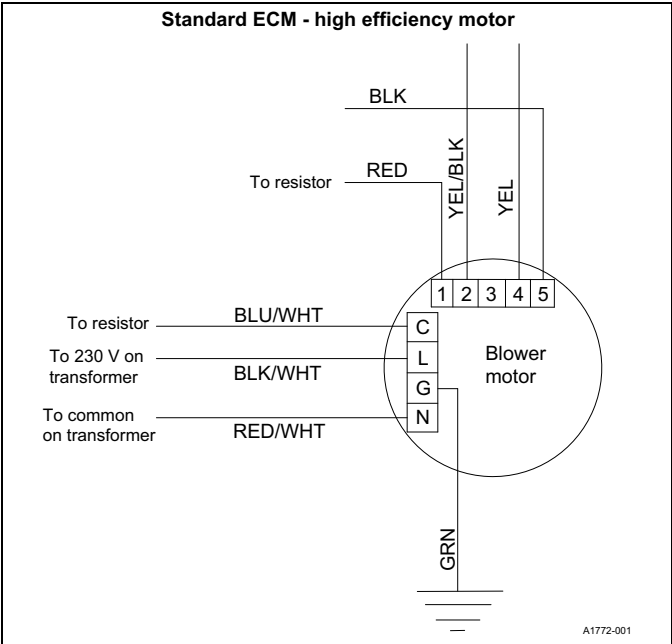 Standard ECM - high efficiency motor
BLK
RED
To resistor
YEL/BLK
YEL
1 2 3 4 5
To resistor
BLU/WHT
C
To 230 V on
transformer
BLK/WHT
L
Blower
motor
G
To common
on transformer
RED/WHT
N
GRN
A1772-001